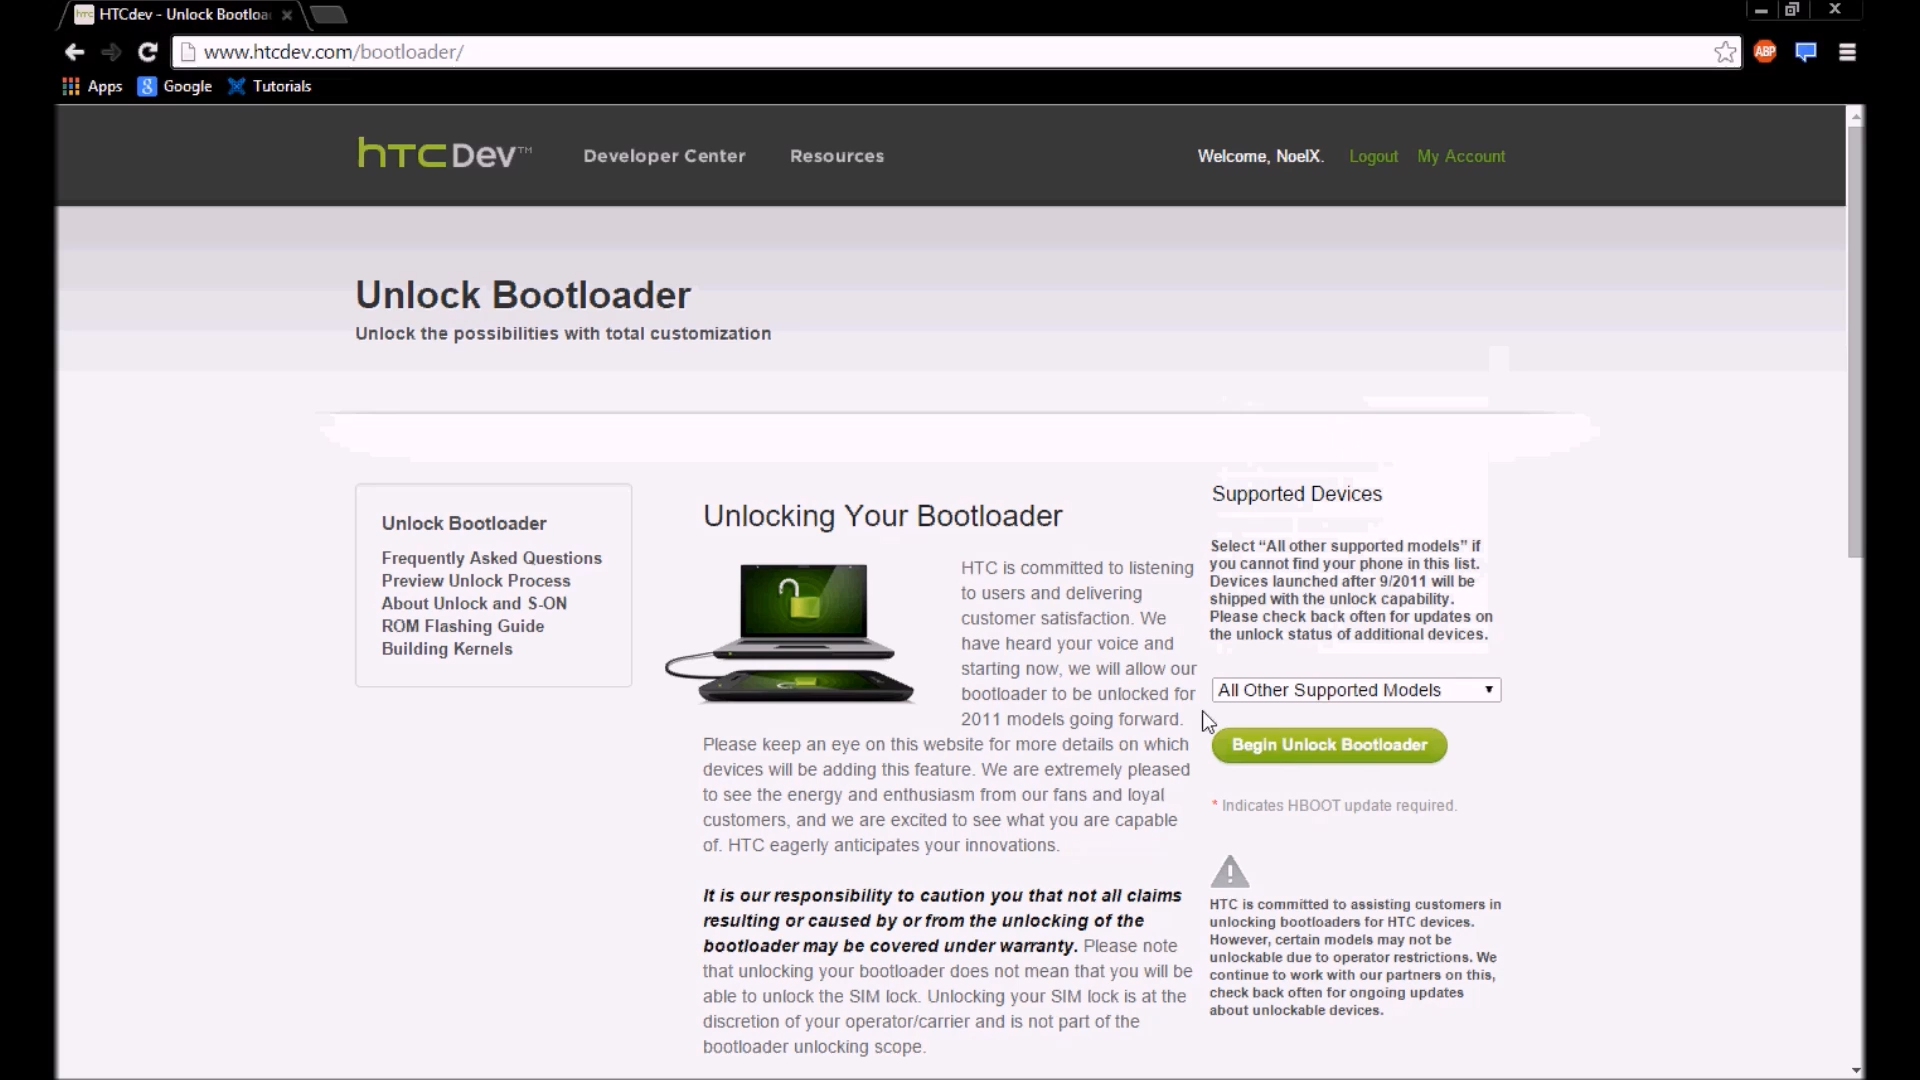 HTCdev - Unlock Bootloa
www.htcdev.com/bootloader/
ABP
Apps
Google
Tutorials
hTC Dev™
Developer Center
Resources
Welcome, NoelX.
Logout
My Account
Unlock Bootloader
Unlock the possibilities with total customization
Unlock Bootloader
Frequently Asked Questions
Preview Unlock Process
About Unlock and S-ON
ROM Flashing Guide
Building Kernels
Unlocking Your Bootloader
HTC is committed to listening
to users and delivering
customer satisfaction. We
have heard your voice and
starting now, we will allow our
bootloader to be unlocked for
2011 models going forward.
Please keep an eye on this website for more details on which
devices will be adding this feature. We are extremely pleased
to see the energy and enthusiasm from our fans and loyal
customers, and we are excited to see what you are capable
of. HTC eagerly anticipates your innovations.
It is our responsibility to caution you that not all claims
resulting or caused by or from the unlocking of the
bootloader may be covered under warranty. Please note
that unlocking your bootloader does not mean that you will be
able to unlock the SIM lock. Unlocking your SIM lock is at the
discretion of your operator/carrier and is not part of the
bootloader unlocking scope.
Supported Devices
Select “All other supported models” if
you cannot find your phone in this list.
Devices launched after 9/2011 will be
shipped with the unlock capability.
Please check back often for updates on
the unlock status of additional devices.
All Other Supported Models
Begin Unlock Bootloader
* Indicates HBOOT update required.
HTC is committed to assisting customers in
unlocking bootloaders for HTC devices.
However, certain models may not be
unlockable due to operator restrictions. We
continue to work with our partners on this,
check back often for ongoing updates
about unlockable devices.